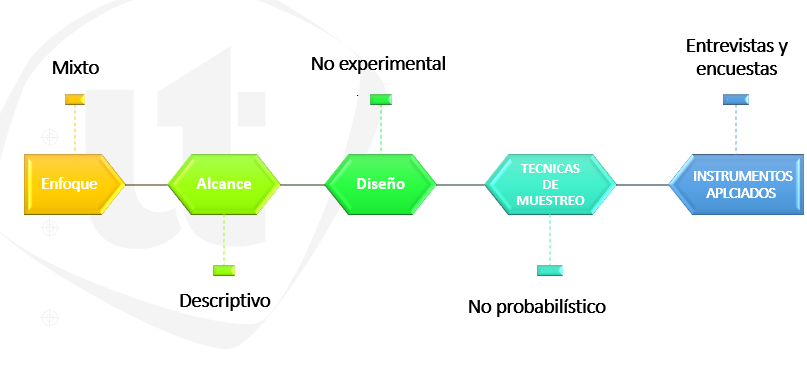 Mixto
No experimental
Entrevistas y
encuestas
Enfoque
Alcance
Diseño
TECNICAS
DE
MUESTREO
INSTRUMENTOS
APLCIADOS
Descriptivo
No probabilístico